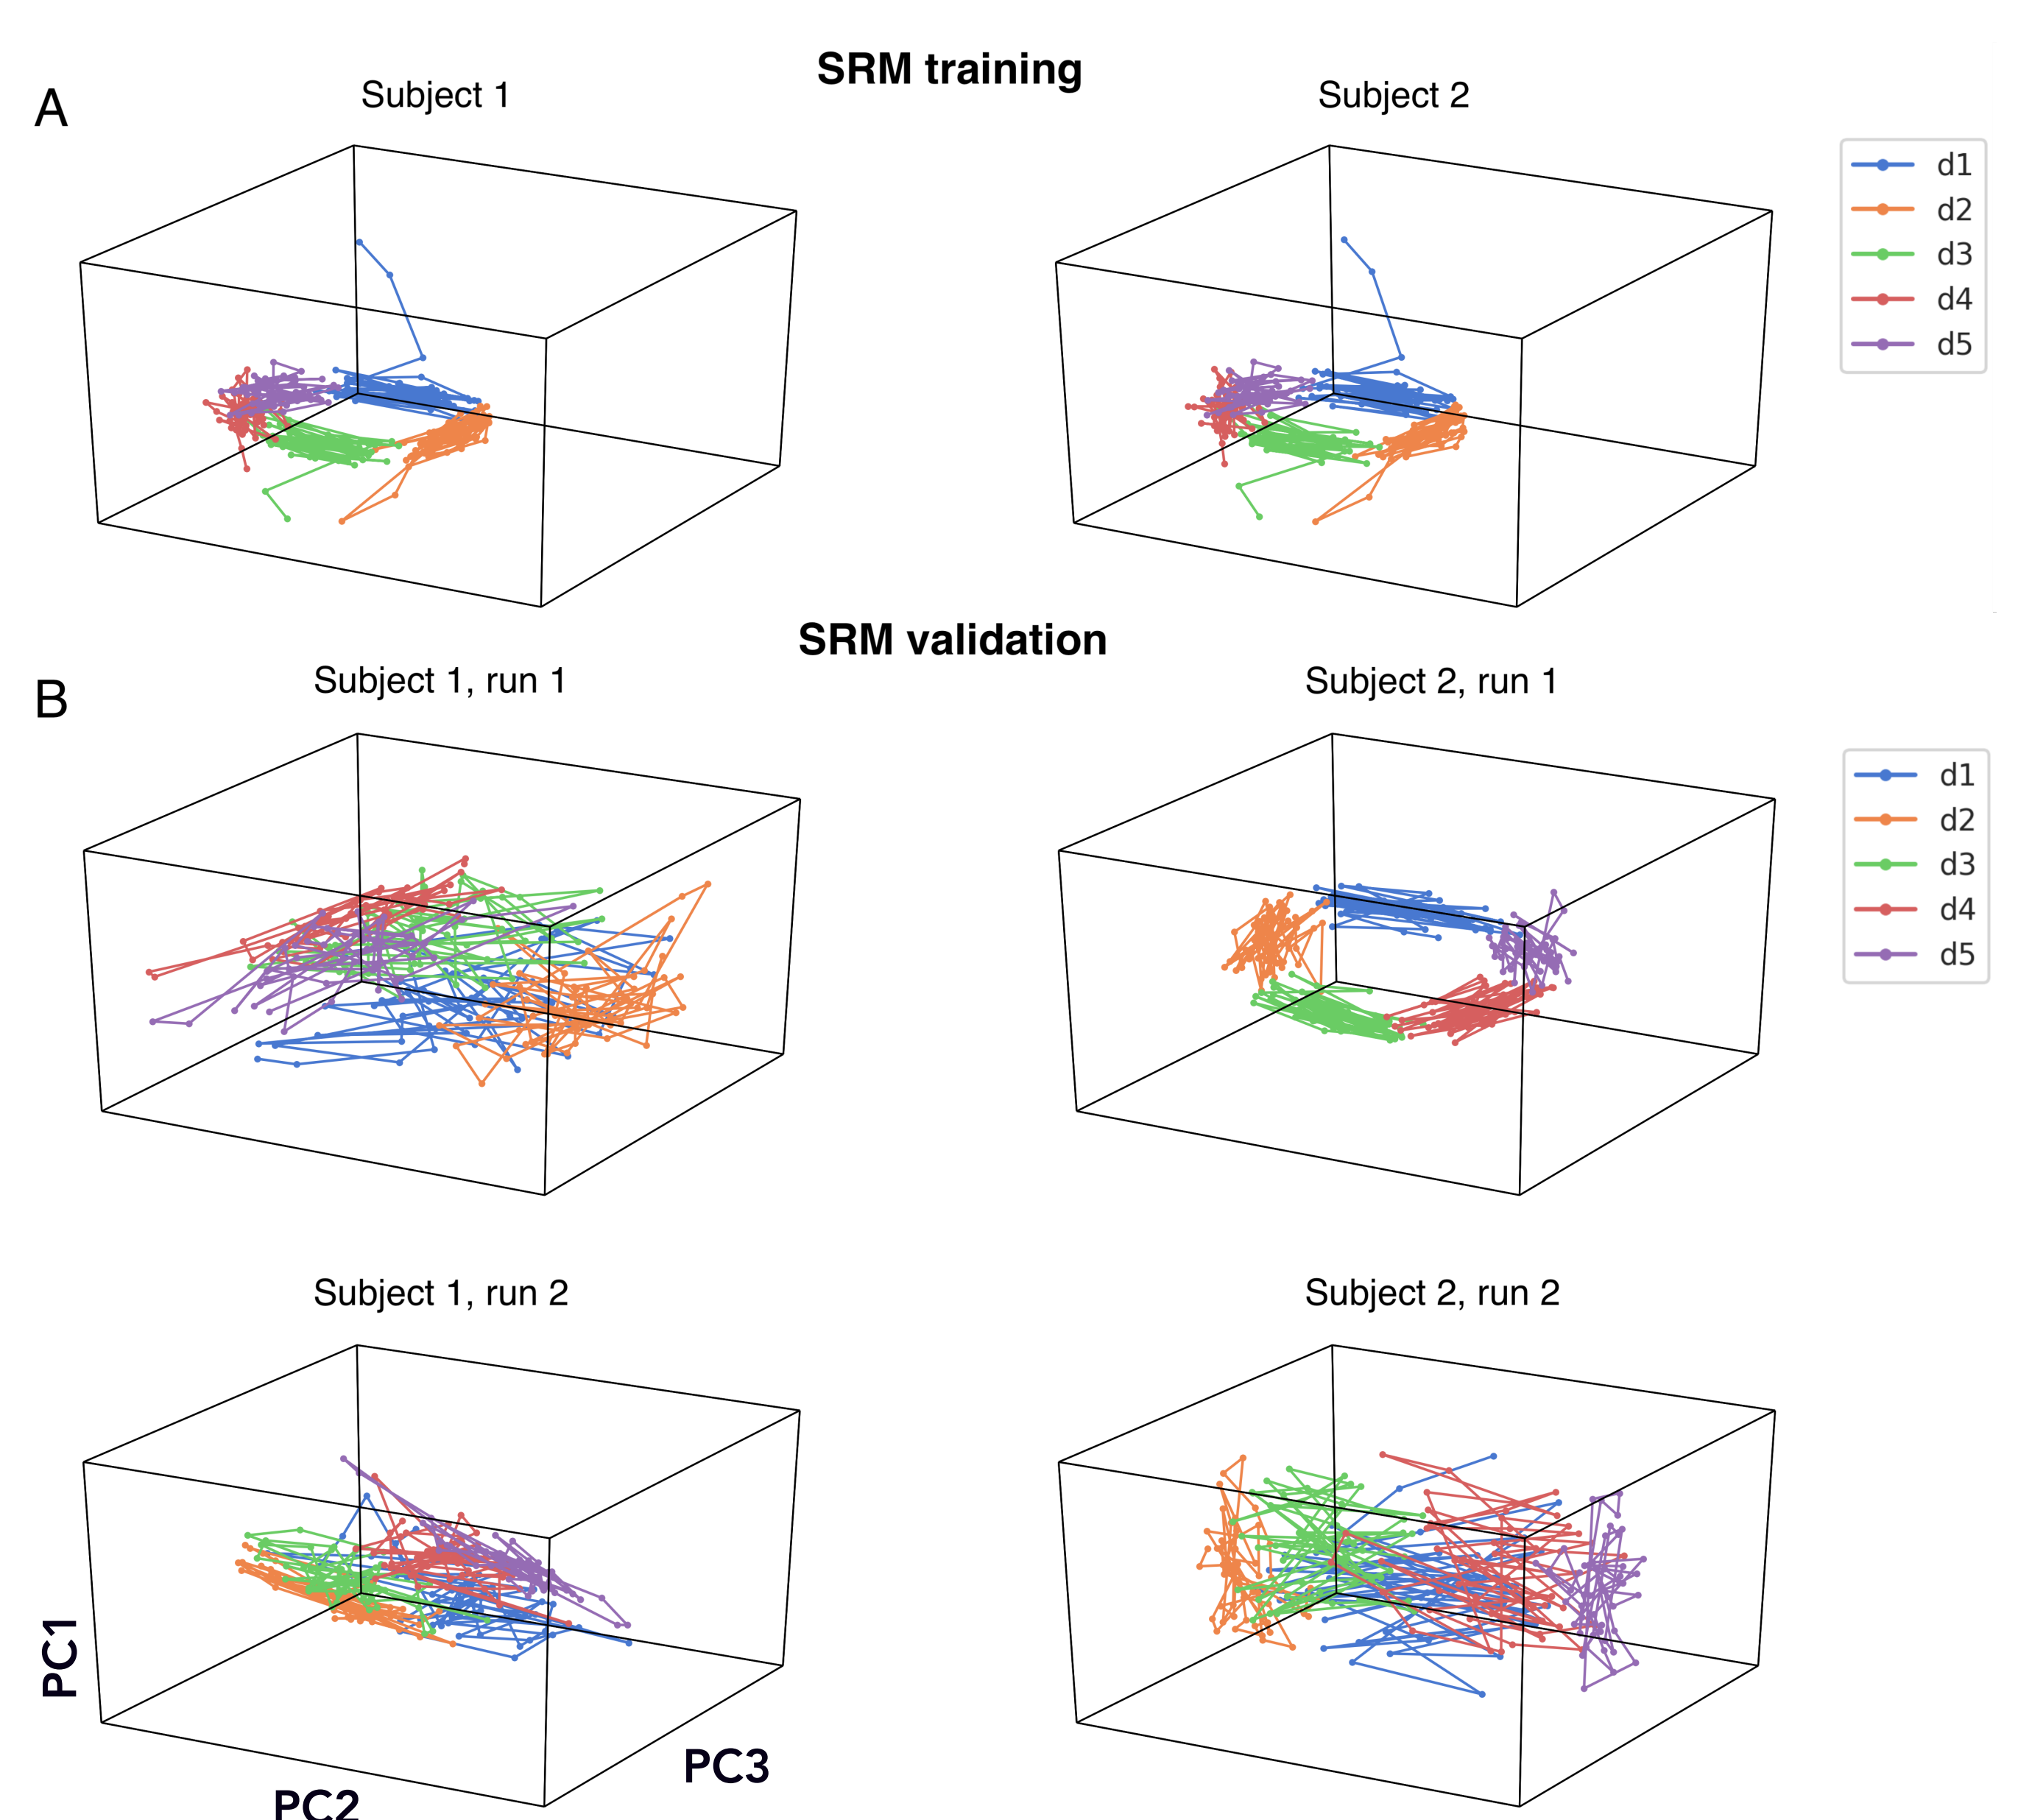 SRM training
A
Subject 1
Subject 2
d1
d2
d3
d4
d5
SRM validation
B
Subject 1, run 1
Subject 2, run 1
d1
d2
d3
d4
d5
Subject 1, run 2
Subject 2, run 2
PC1
PC2
PC3